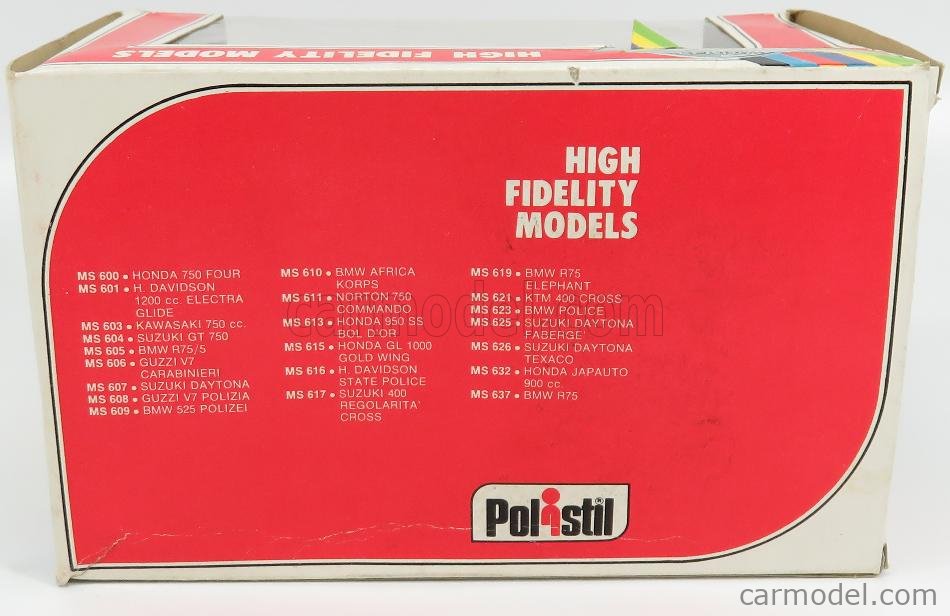 HIGH FIDELITY MODELS
HIGH
FIDELITY
MODELS
MS 600 • HONDA 750 FOUR
MS 601 • H. DAVIDSON
1200 cc. ELECTRA
GLIDE
MS 603 • KAWASAKI 750 cc.
MS 604 • SUZUKI GT 750
MS 605 • BMW R75/5
MS 606 • GUZZI V7
CARABINIERI
MS 607 • SUZUKI DAYTONA
MS 608 • GUZZI V7 POLIZIA
MS 609 • BMW 525 POLIZEI
MS 610 • BMW AFRICA
KORPS
MS 611 • NORTON 750
COMMANDO
MS 613 • HONDA 950 SS
BOL D'OR
MS 615 • HONDA GL 1000
GOLD WING
MS 616 • H. DAVIDSON
STATE POLICE
MS 617 • SUZUKI 400
REGOLARITA'
CROSS
MS 619 • BMW R75
ELEPHANT
MS 621 • KTM 400 CROSS
MS 623 • BMW POLICE
MS 625 • SUZUKI DAYTONA
FABERGE'
MS 626 • SUZUKI DAYTONA
TEXACO
MS 632 • HONDA JAPAUTO
900 cc.
MS 637 • BMW R75
carmodel.com
Polistil®
carmodel.com